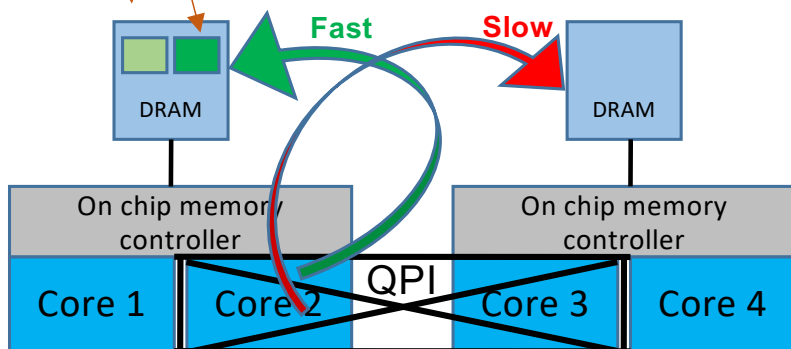 Fast
Slow
DRAM
DRAM
On chip memory
controller
On chip memory
controller
Core 1
Core 2
QPI
Core 3
Core 4